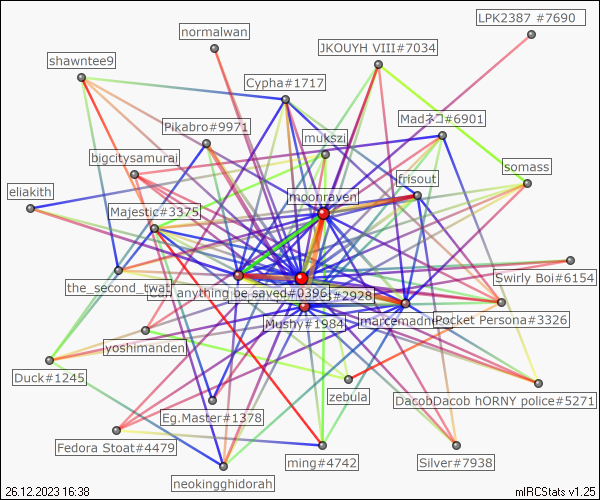 LPK2387 #7690
normalwan
JKOUYH VIII#7034
shawntee9
Cypha#1717
Madネコ#6901
Pikabro#9971
mukszi
bigcitysamurai
somass
frisout
eliakith
moonraven
Majestic#3375
Swirly Boi#6154
the_second_twat
anything be saved#0396
#2928
Mushy#1984
Pocket Persona#3326
yoshimanden
Duck#1245
zebula
DacobDacob hORNY police#5271
Eg.Master#1378
Fedora Stoat#4479
ming#4742
Silver#7938
neokingghidorah
26.12.2023 16:38
mIRCStats v1.25